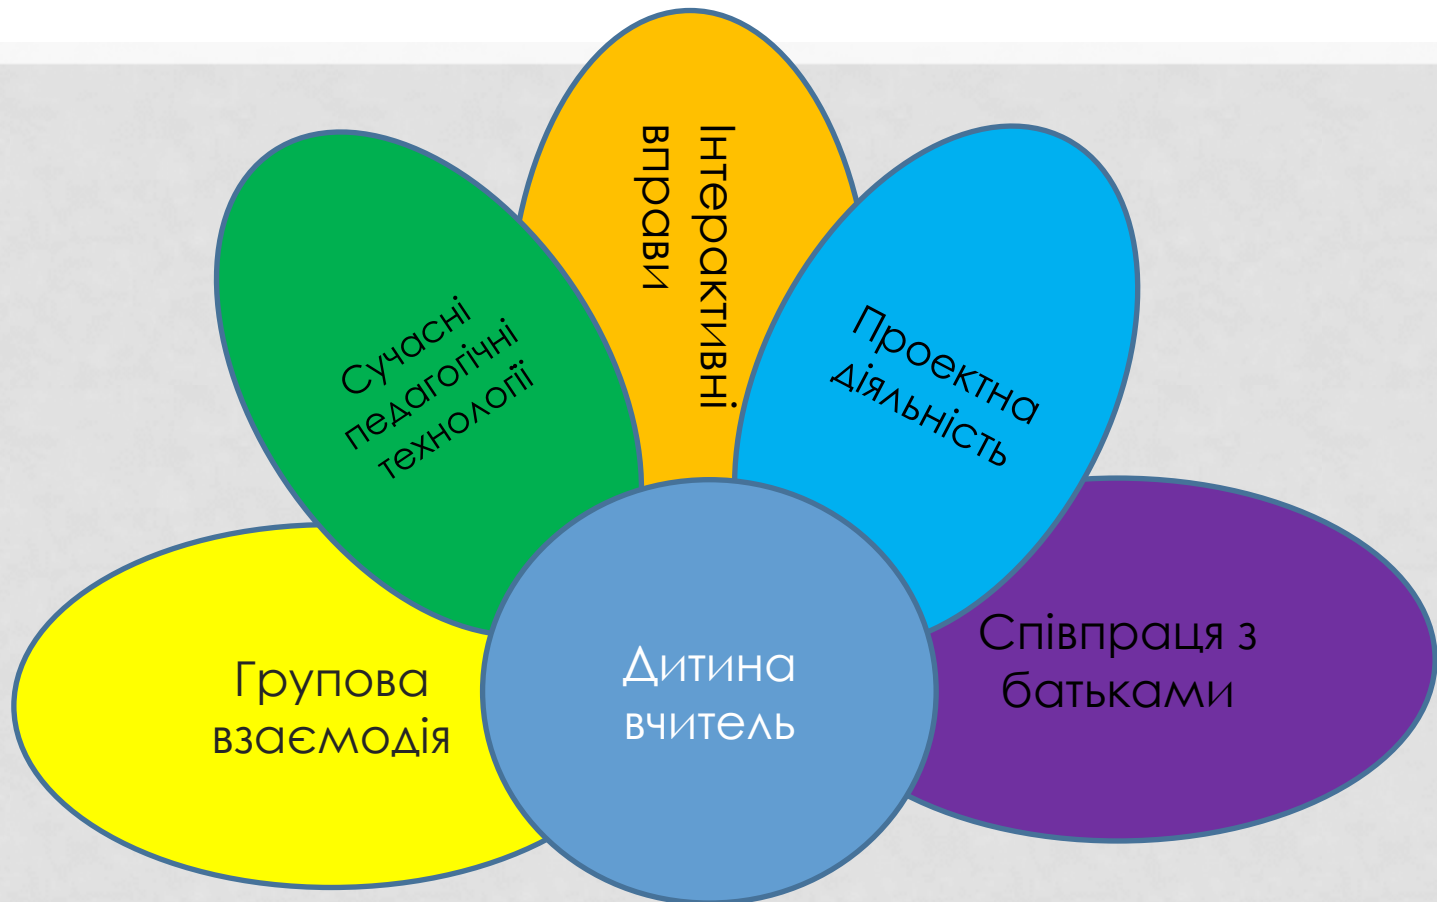 Групова
взаємодія
Сучасні
педагогічні
технології
Інтерактивні
вправи
Проектна
діяльність
Співпраця з
батьками
Дитина
вчитель